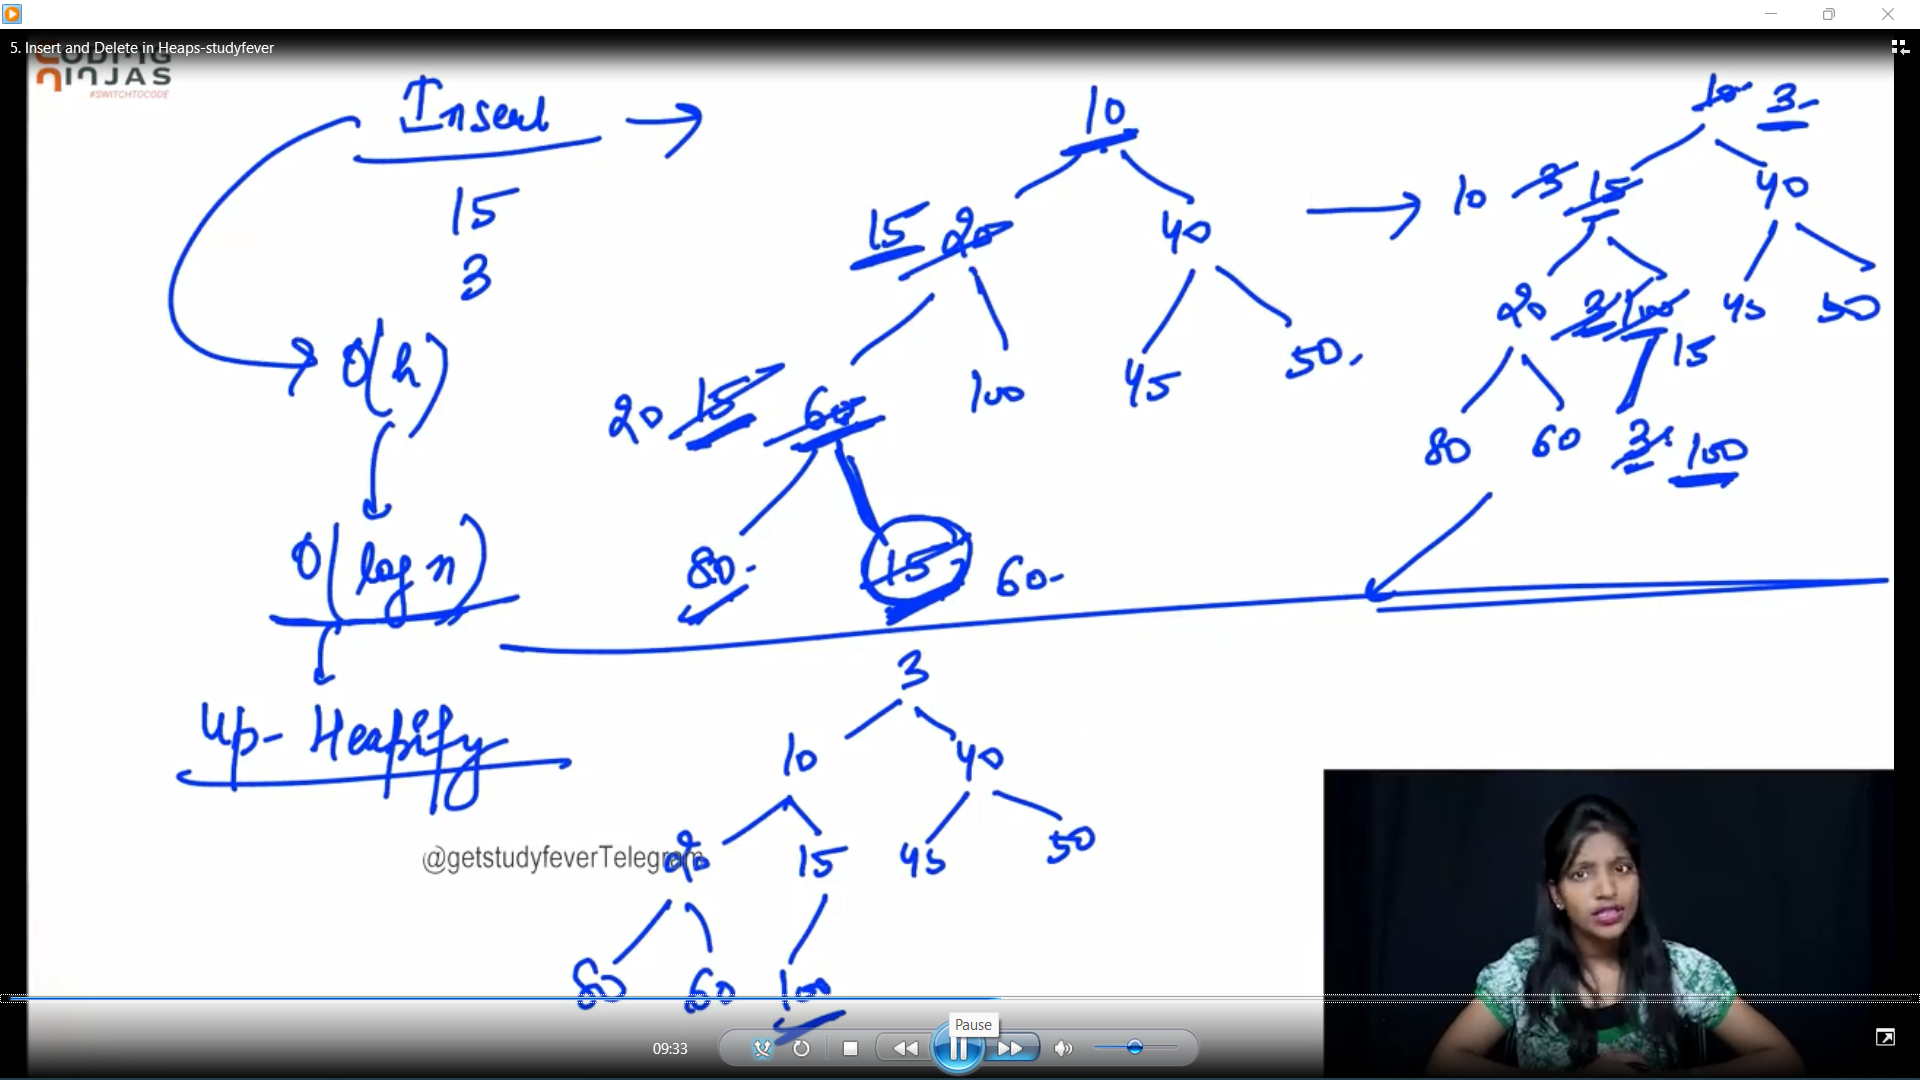 5. Insert and Delete in Heaps-studyfever
CODING
NINJAS
#SWITCHTOCODE
Insert
15
3
O(h)
O(log n)
Up-Heapify
10
15 20 40
20 15 60 100 45 50
80 15 60
10 3
10 3 15 40
20 3 100 15 45 50
80 60 3 100
3
10 40
20 15 45 50
80 60 100
@getstudyfeverTelegram
Pause
09:33